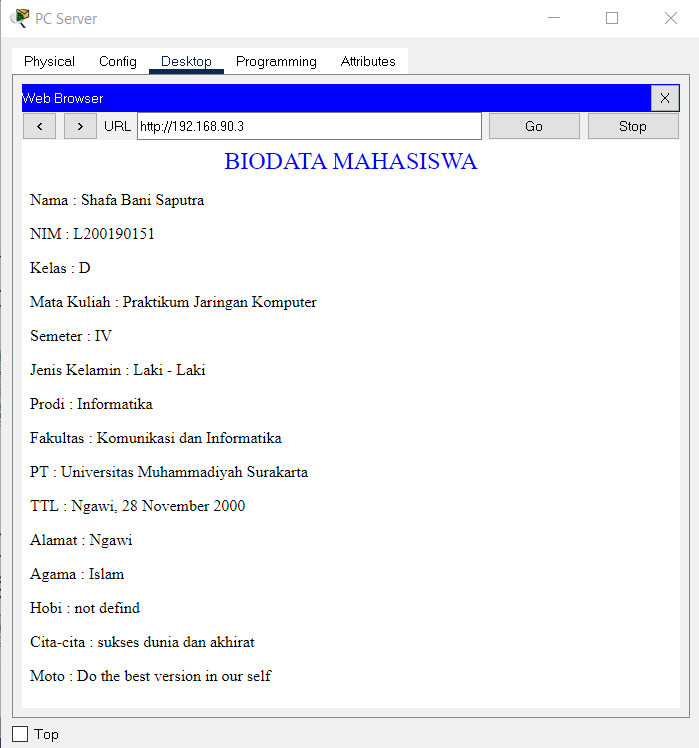 PC Server
Physical Config Desktop Programming Attributes
Web Browser X
< > URL http://192.168.90.3 Go Stop
BIODATA MAHASISWA
Nama : Shafa Bani Saputra
NIM : L200190151
Kelas : D
Mata Kuliah : Praktikum Jaringan Komputer
Semeter : IV
Jenis Kelamin : Laki - Laki
Prodi : Informatika
Fakultas : Komunikasi dan Informatika
PT : Universitas Muhammadiyah Surakarta
TTL : Ngawi, 28 November 2000
Alamat : Ngawi
Agama : Islam
Hobi : not defind
Cita-cita : sukses dunia dan akhirat
Moto : Do the best version in our self
Top